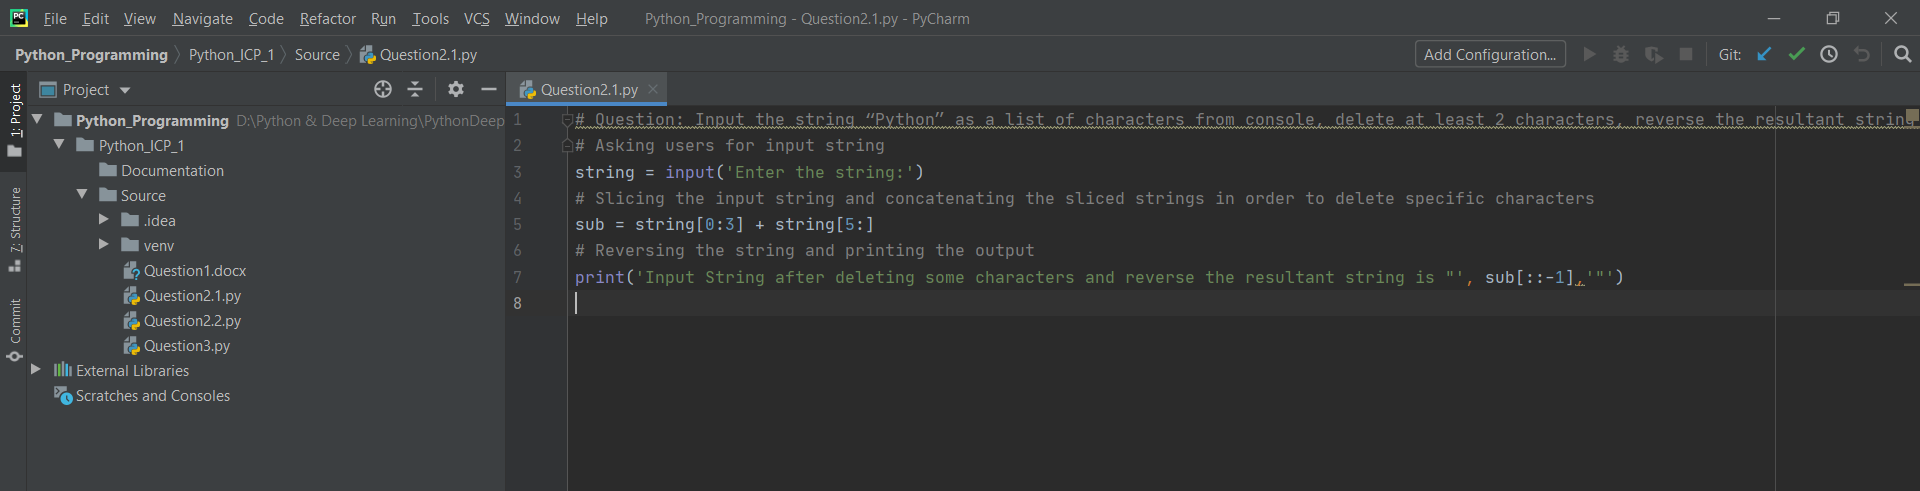 PC File Edit View Navigate Code Refactor Run Tools VCS Window Help Python_Programming - Question2.1.py - PyCharm
Python_Programming Python_ICP_1 Source Question2.1.py Add Configuration... Git:
1: Project
7: Structure
Commit
Project
Python_Programming D:\Python & Deep Learning\PythonDeep
Python_ICP_1
Documentation
Source
.idea
venv
Question1.docx
Question2.1.py
Question2.2.py
Question3.py
External Libraries
Scratches and Consoles
Question2.1.py
1 # Question: Input the string “Python” as a list of characters from console, delete at least 2 characters, reverse the resultant string
2 # Asking users for input string
3 string = input('Enter the string:')
4 # Slicing the input string and concatenating the sliced strings in order to delete specific characters
5 sub = string[0:3] + string[5:]
6 # Reversing the string and printing the output
7 print('Input String after deleting some characters and reverse the resultant string is "', sub[::-1],'"')
8